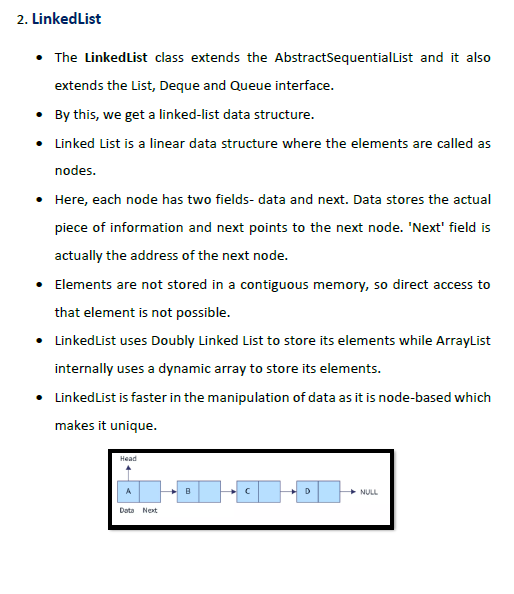 2. LinkedList
• The LinkedList class extends the AbstractSequentialList and it also
extends the List, Deque and Queue interface.
• By this, we get a linked-list data structure.
• Linked List is a linear data structure where the elements are called as
nodes.
• Here, each node has two fields- data and next. Data stores the actual
piece of information and next points to the next node. 'Next' field is
actually the address of the next node.
• Elements are not stored in a contiguous memory, so direct access to
that element is not possible.
• LinkedList uses Doubly Linked List to store its elements while ArrayList
internally uses a dynamic array to store its elements.
• LinkedList is faster in the manipulation of data as it is node-based which
makes it unique.
Head
A B C D NULL
Data Next